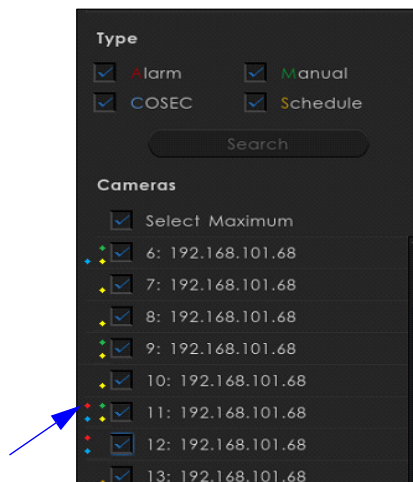 Type
Alarm Manual
COSEC Schedule
Search
Cameras
Select Maximum
6: 192.168.101.68
7: 192.168.101.68
8: 192.168.101.68
9: 192.168.101.68
10: 192.168.101.68
11: 192.168.101.68
12: 192.168.101.68
13: 192.168.101.68